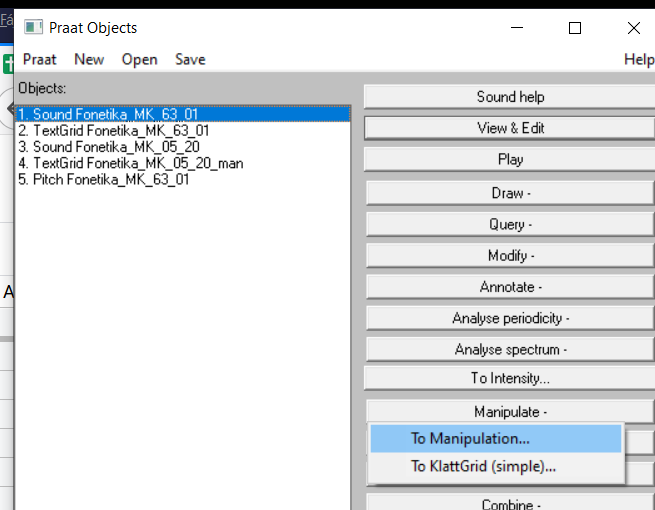 Fá
Praat Objects
Praat New Open Save Help
Objects:
1. Sound Fonetika_MK_63_01
2. TextGrid Fonetika_MK_63_01
3. Sound Fonetika_MK_05_20
4. TextGrid Fonetika_MK_05_20_man
5. Pitch Fonetika_MK_63_01
A
Sound help
View & Edit
Play
Draw -
Query -
Modify -
Annotate -
Analyse periodicity -
Analyse spectrum -
To Intensity...
Manipulate -
To Manipulation...
To KlattGrid (simple)...
Combine -